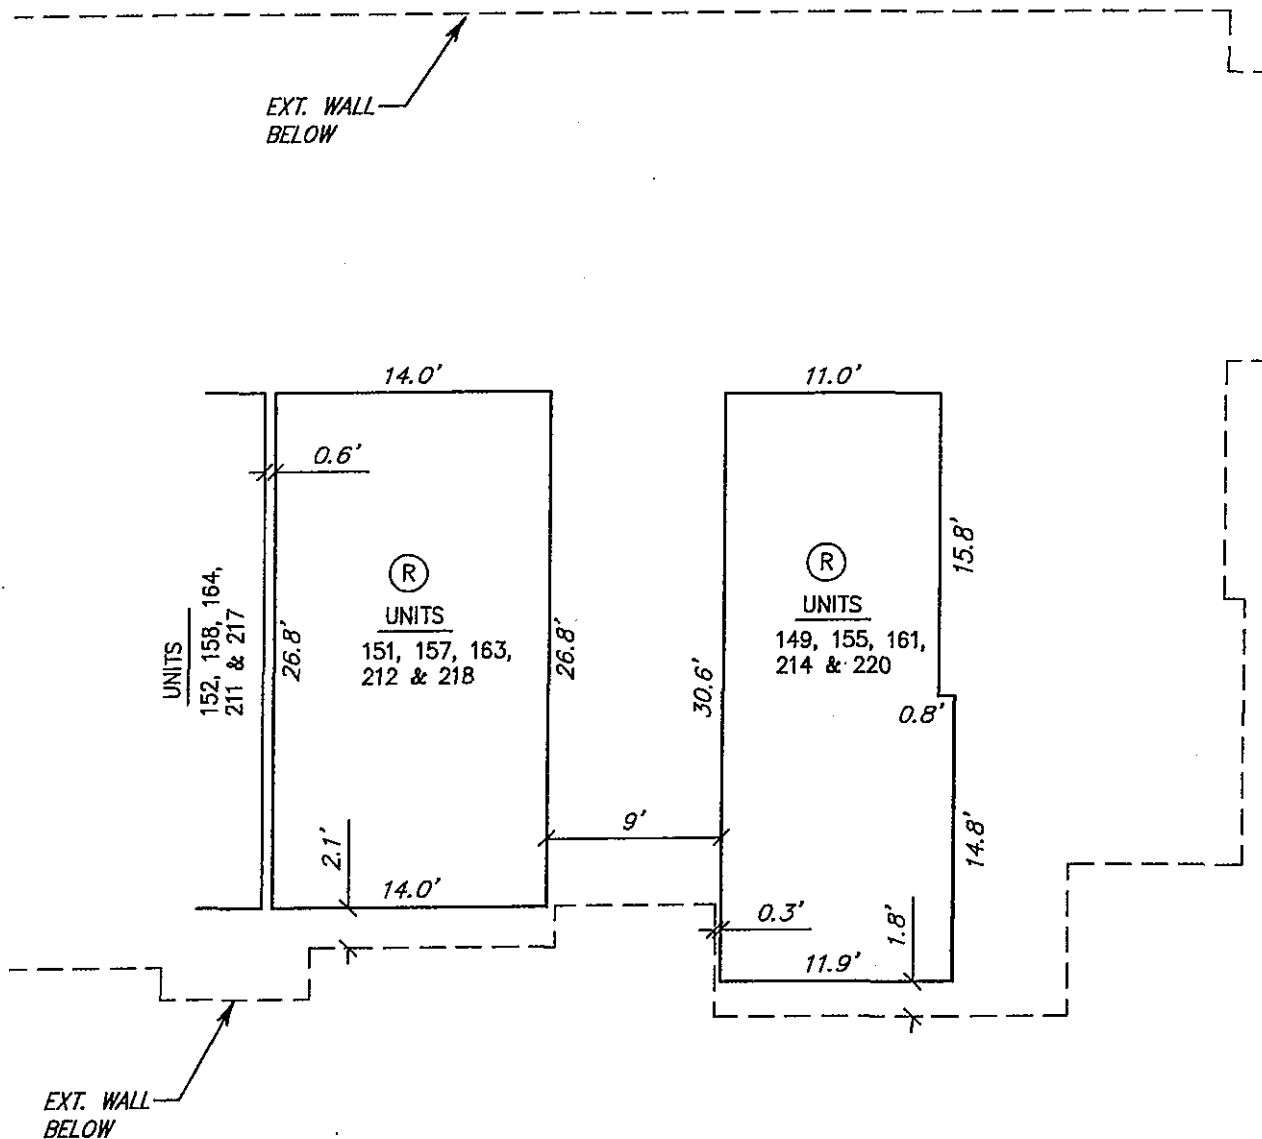 EXT. WALL
BELOW
14.0'
11.0'
0.6'
15.8'
R
UNITS
151, 157, 163,
212 & 218
R
UNITS
149, 155, 161,
214 & 220
UNITS
152, 158, 164,
211 & 217
26.8'
26.8'
30.6'
0.8'
9'
2.1'
14.8'
14.0'
0.3'
1.8'
11.9'
EXT. WALL
BELOW